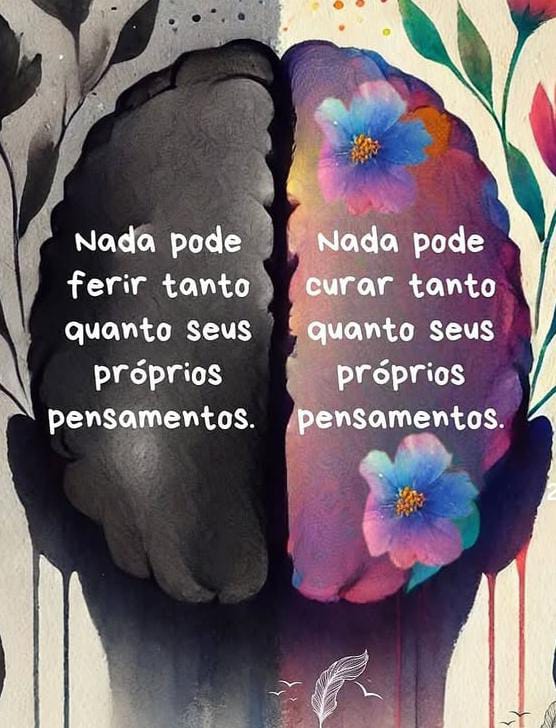 Nada pode
ferir tanto
quanto seus
próprios
pensamentos.
Nada pode
curar tanto
quanto seus
próprios
pensamentos.